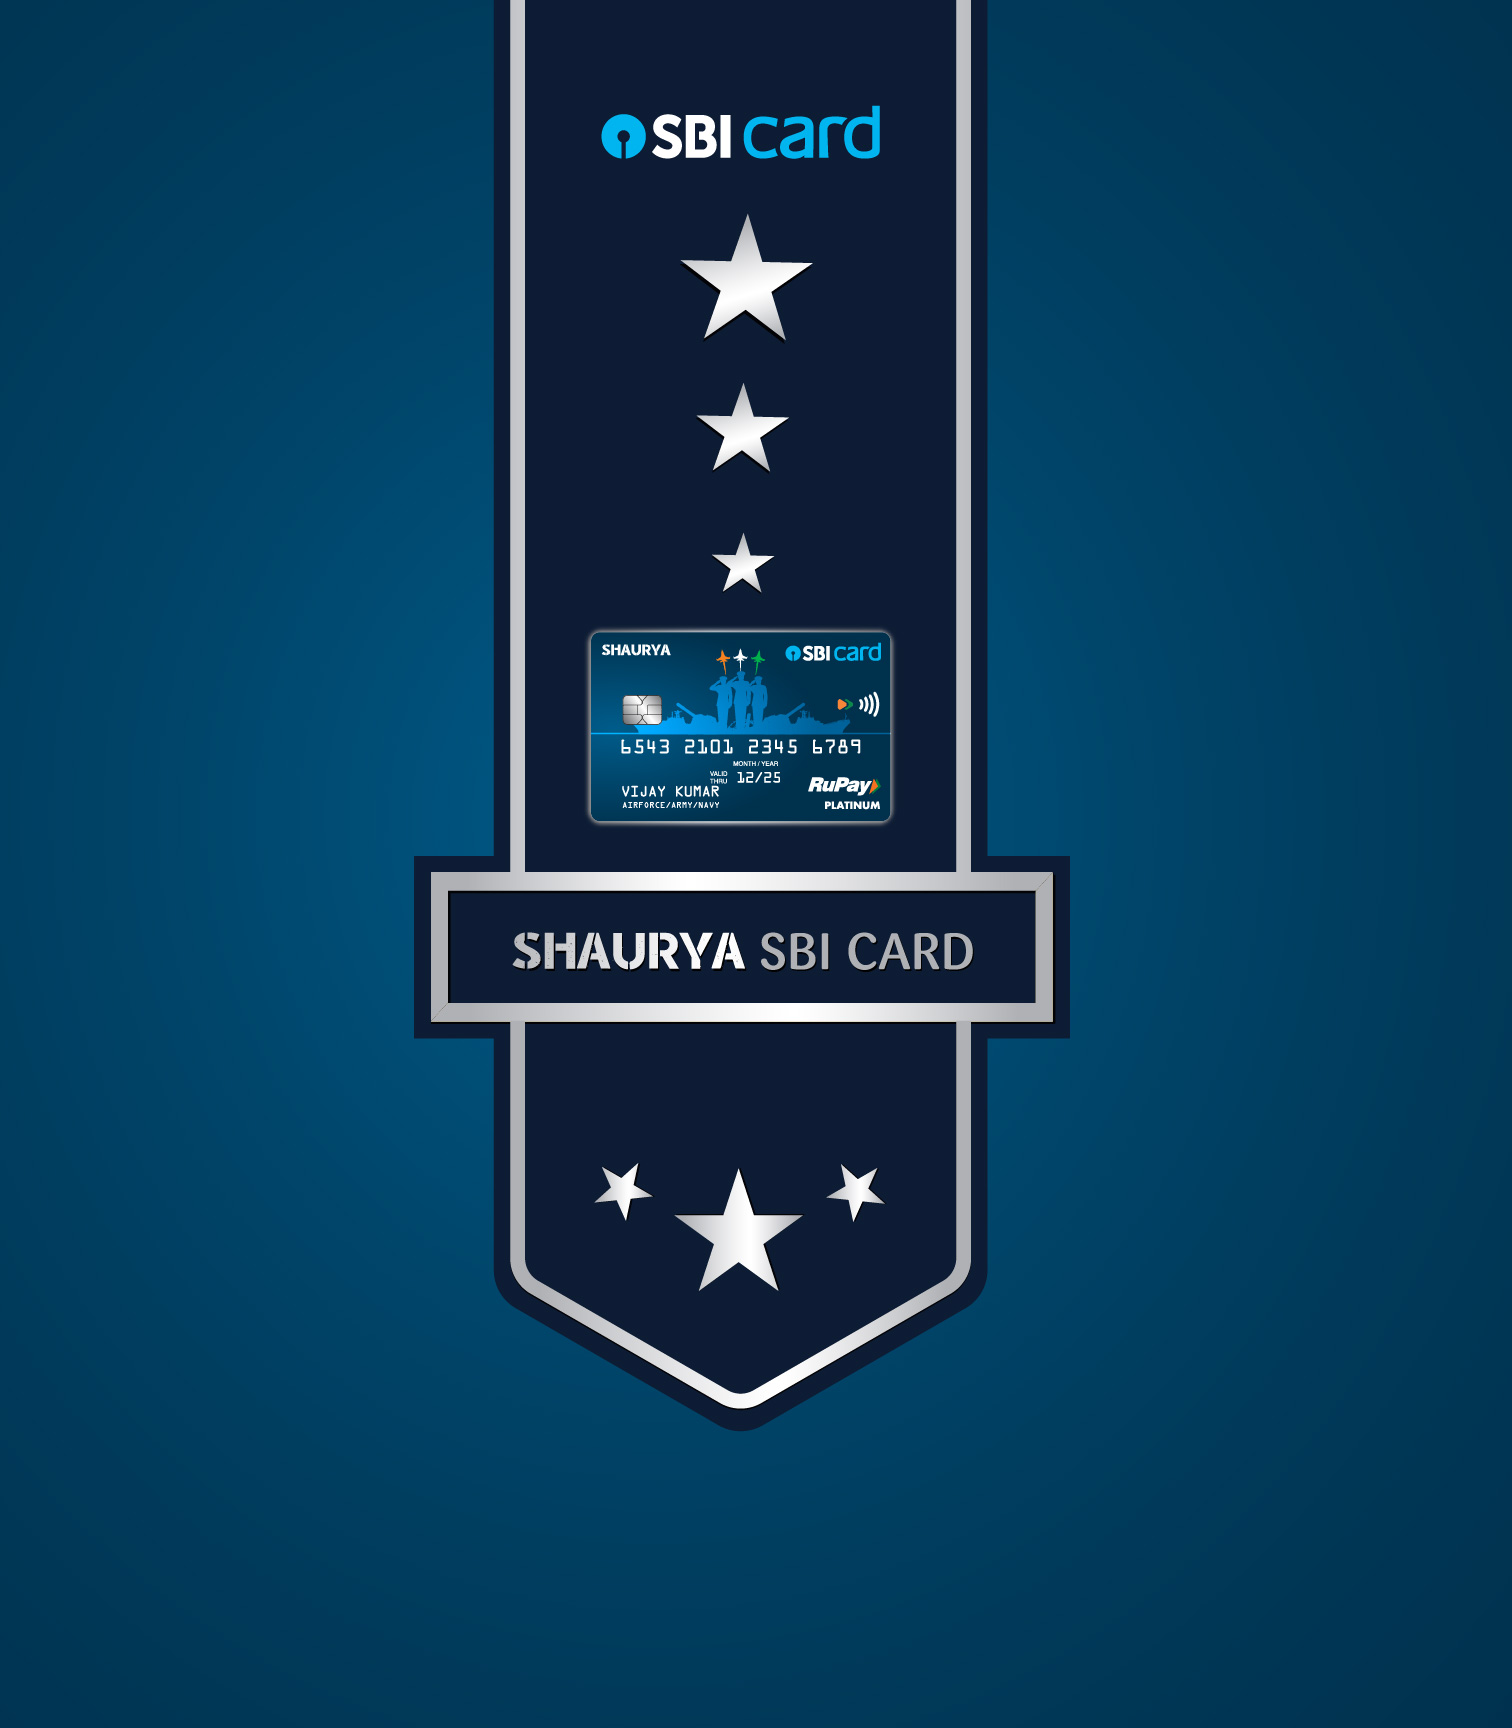 SBI card
SHAURYA
SBI card
6543 2101 2345 6789
MONTH / YEAR
VALID THRU 12/25
VIJAY KUMAR
AIRFORCE/ARMY/NAVY
RuPay
PLATINUM
SHAURYA SBI CARD